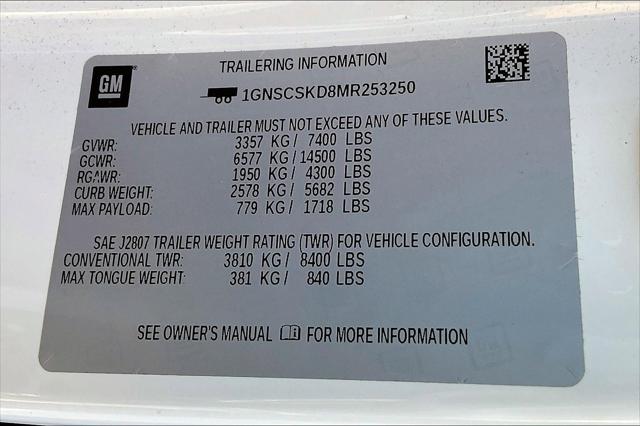 GM
TRAILERING INFORMATION
1GNSCSKD8MR253250
VEHICLE AND TRAILER MUST NOT EXCEED ANY OF THESE VALUES.
GVWR: 3357 KG / 7400 LBS
GCWR: 6577 KG / 14500 LBS
RGAWR: 1950 KG / 4300 LBS
CURB WEIGHT: 2578 KG / 5682 LBS
MAX PAYLOAD: 779 KG / 1718 LBS
SAE J2807 TRAILER WEIGHT RATING (TWR) FOR VEHICLE CONFIGURATION.
CONVENTIONAL TWR: 3810 KG / 8400 LBS
MAX TONGUE WEIGHT: 381 KG / 840 LBS
SEE OWNER'S MANUAL FOR MORE INFORMATION